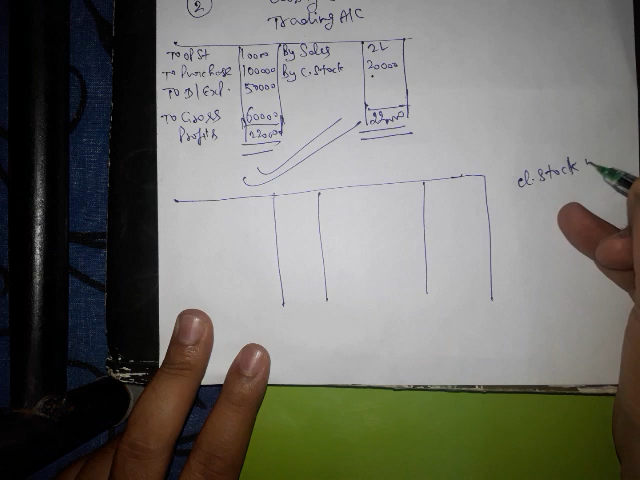 2
Trading A/C
To op St 10000 By Sales 2L
To Purchase 100000 By C. Stock 20000
To D/Exp. 50000
To Gross Profits 60000
220000 220000
cl. Stock